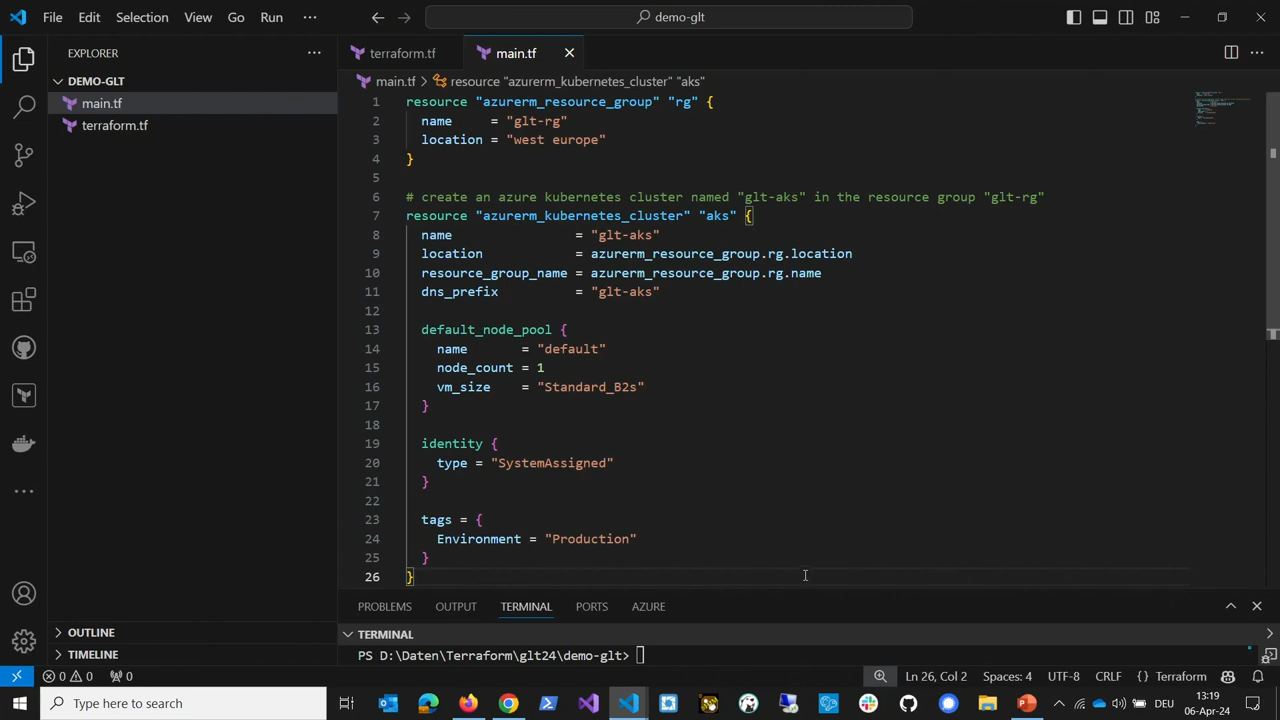 File Edit Selection View Go Run ···
demo-glt
EXPLORER
DEMO-GLT
main.tf
terraform.tf
OUTLINE
TIMELINE
terraform.tf main.tf
main.tf > resource "azurerm_kubernetes_cluster" "aks"
1 resource "azurerm_resource_group" "rg" {
2 name = "glt-rg"
3 location = "west europe"
4 }
5
6 # create an azure kubernetes cluster named "glt-aks" in the resource group "glt-rg"
7 resource "azurerm_kubernetes_cluster" "aks" {
8 name = "glt-aks"
9 location = azurerm_resource_group.rg.location
10 resource_group_name = azurerm_resource_group.rg.name
11 dns_prefix = "glt-aks"
12
13 default_node_pool {
14 name = "default"
15 node_count = 1
16 vm_size = "Standard_B2s"
17 }
18
19 identity {
20 type = "SystemAssigned"
21 }
22
23 tags = {
24 Environment = "Production"
25 }
26 }
PROBLEMS OUTPUT TERMINAL PORTS AZURE
TERMINAL
PS D:\Daten\Terraform\glt24\demo-glt>
0 0 0 Ln 26, Col 2 Spaces: 4 UTF-8 CRLF {} Terraform
Type here to search
DEU
13:19
06-Apr-24